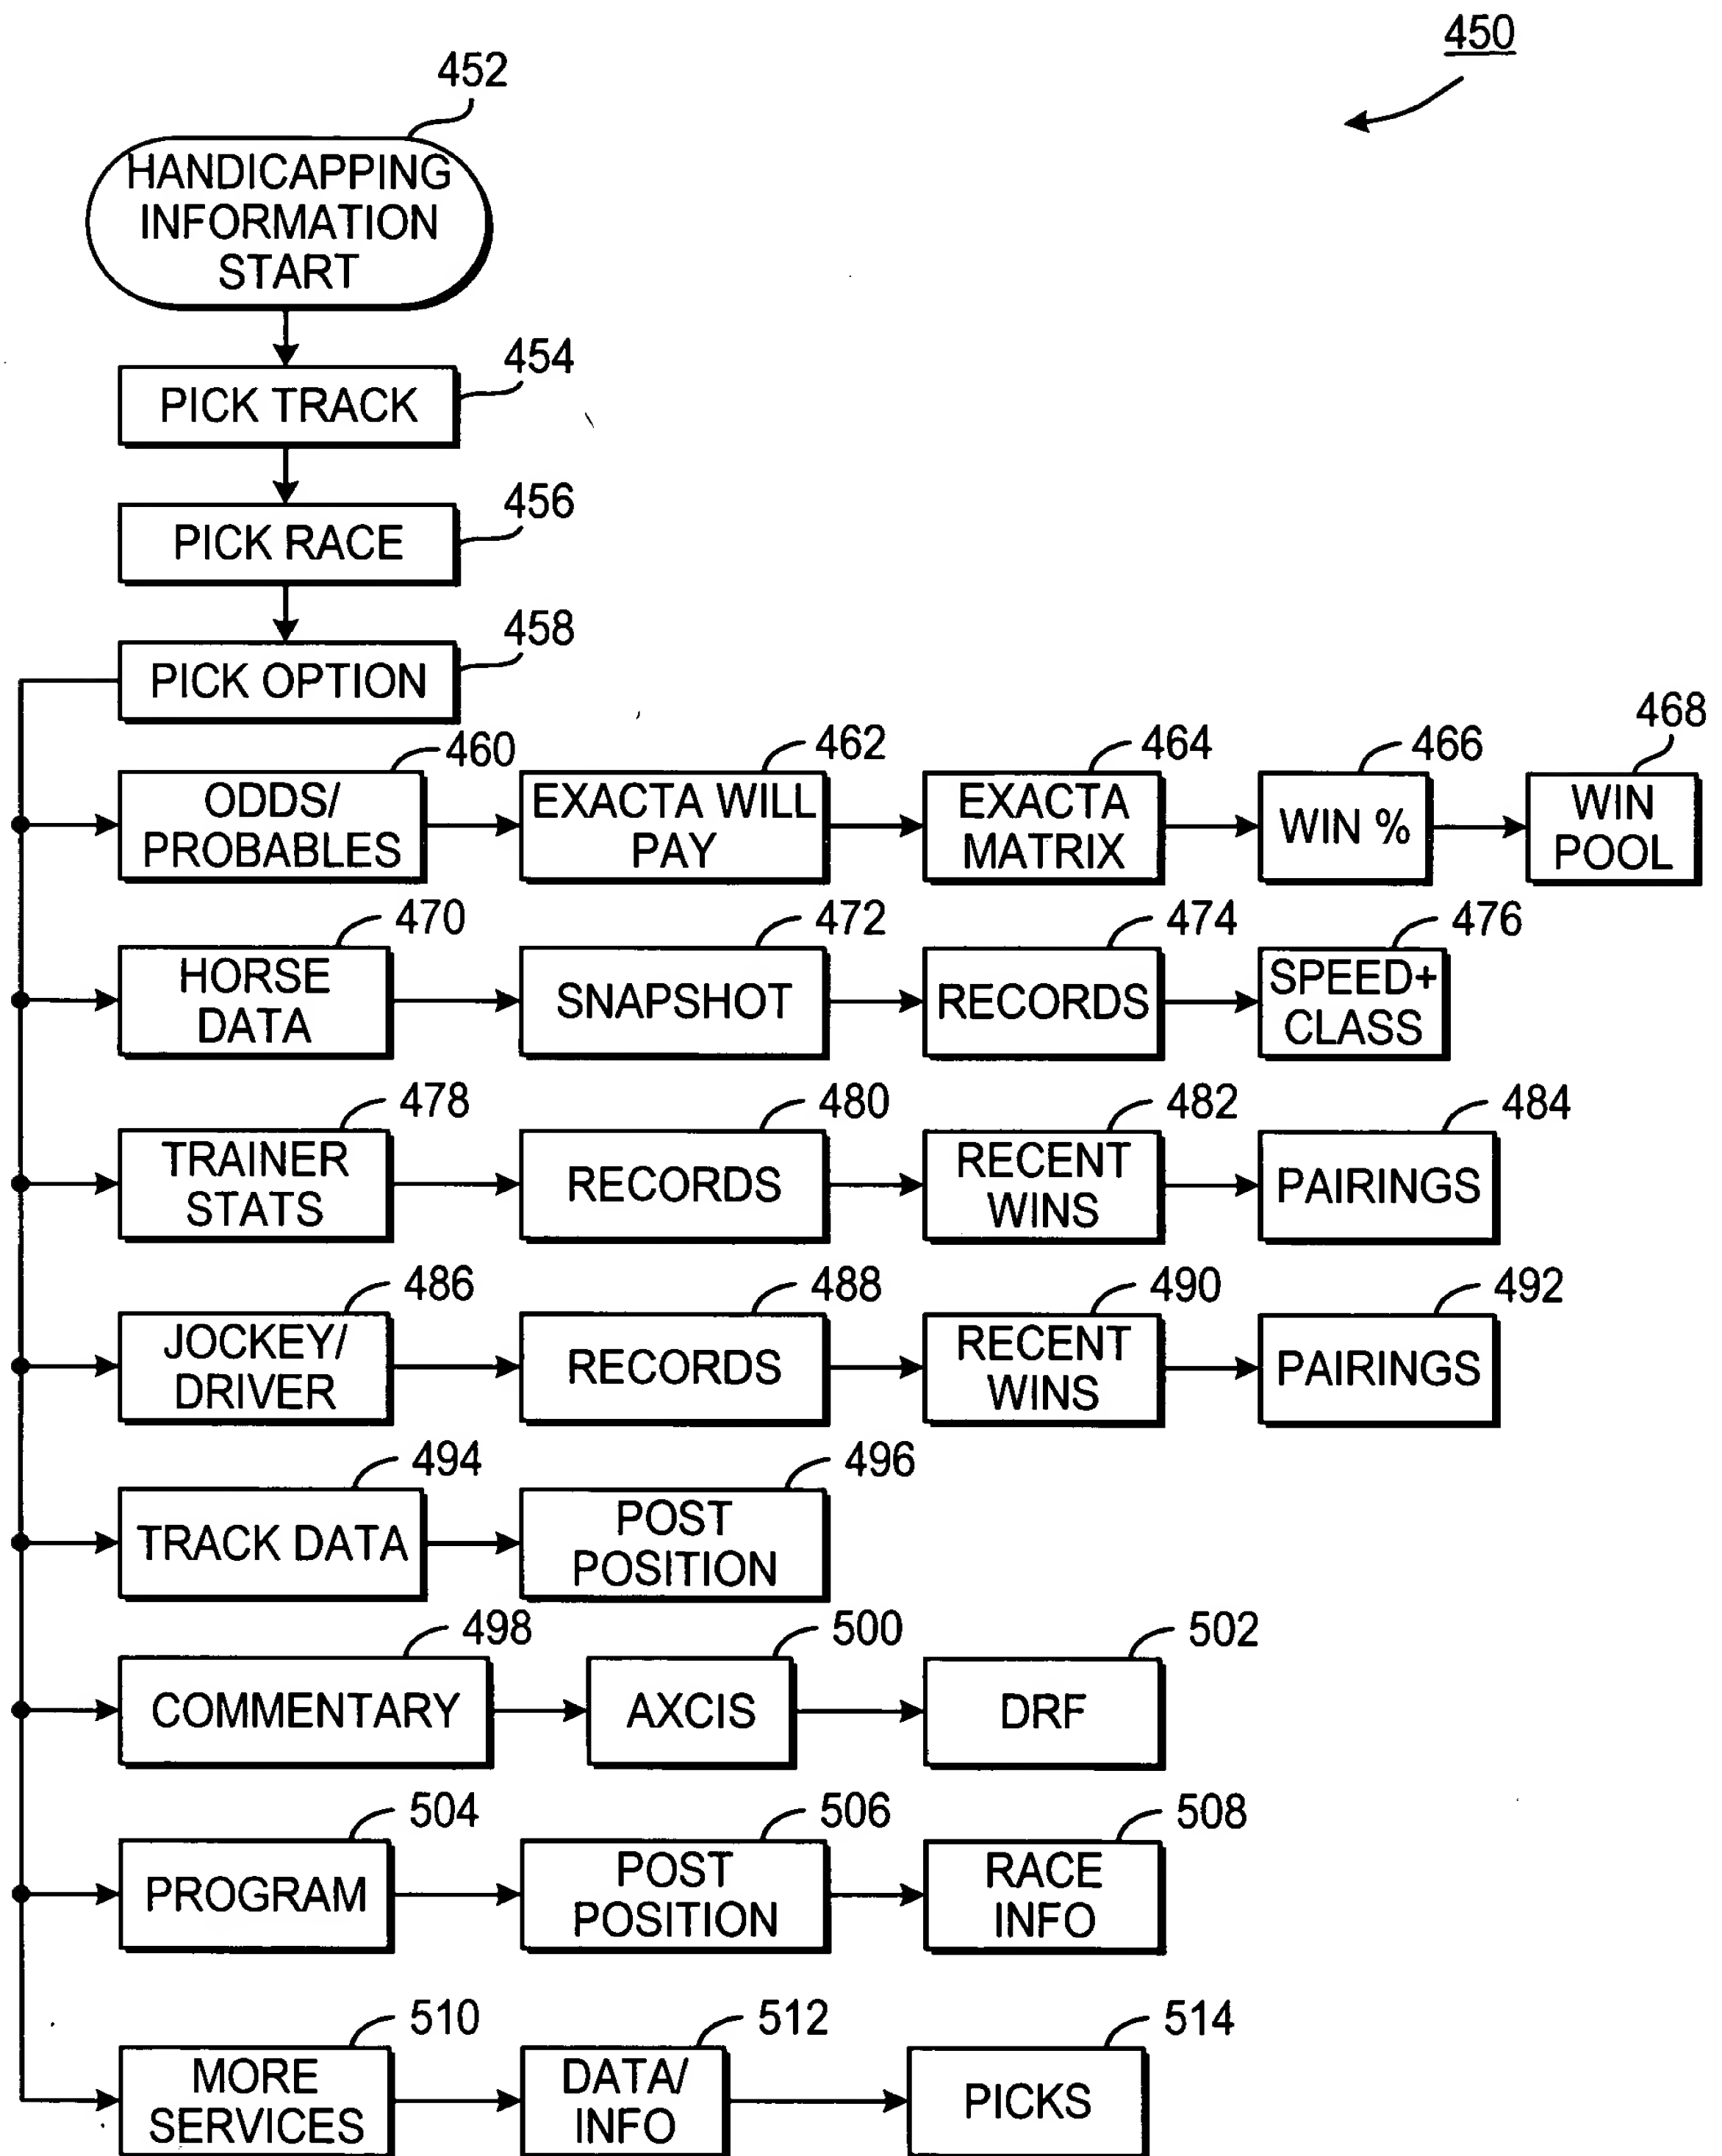 450
452
HANDICAPPING
INFORMATION
START
454
PICK TRACK
456
PICK RACE
458
PICK OPTION
460
462
464
466
468
ODDS/
PROBABLES
EXACTA WILL
PAY
EXACTA
MATRIX
WIN %
WIN
POOL
470
472
474
476
HORSE
DATA
SNAPSHOT
RECORDS
SPEED+
CLASS
478
480
482
484
TRAINER
STATS
RECORDS
RECENT
WINS
PAIRINGS
486
488
490
492
JOCKEY/
DRIVER
RECORDS
RECENT
WINS
PAIRINGS
494
496
TRACK DATA
POST
POSITION
498
500
502
COMMENTARY
AXCIS
DRF
504
506
508
PROGRAM
POST
POSITION
RACE
INFO
510
512
514
MORE
SERVICES
DATA/
INFO
PICKS